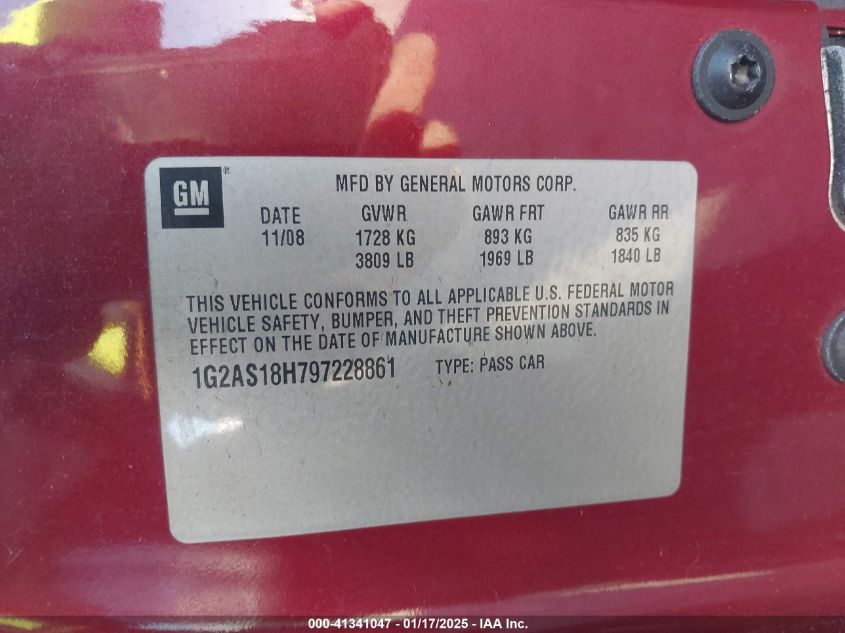 GM®
MFD BY GENERAL MOTORS CORP.
DATE GVWR GAWR FRT GAWR RR
11/08 1728 KG 893 KG 835 KG
3809 LB 1969 LB 1840 LB
THIS VEHICLE CONFORMS TO ALL APPLICABLE U.S. FEDERAL MOTOR
VEHICLE SAFETY, BUMPER, AND THEFT PREVENTION STANDARDS IN
EFFECT ON THE DATE OF MANUFACTURE SHOWN ABOVE.
1G2AS18H797228861 TYPE: PASS CAR
000-41341047 - 01/17/2025 - IAA Inc.